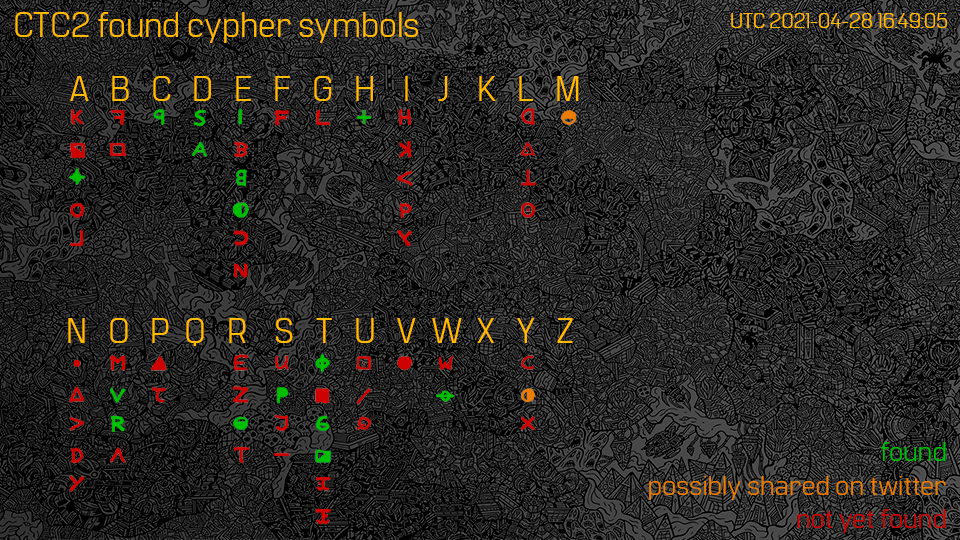 CTC2 found cypher symbols
UTC 2021-04-28 16:49:05
A B C D E F G H I J K L M
N O P Q R S T U V W X Y Z
found
possibly shared on twitter
not yet found